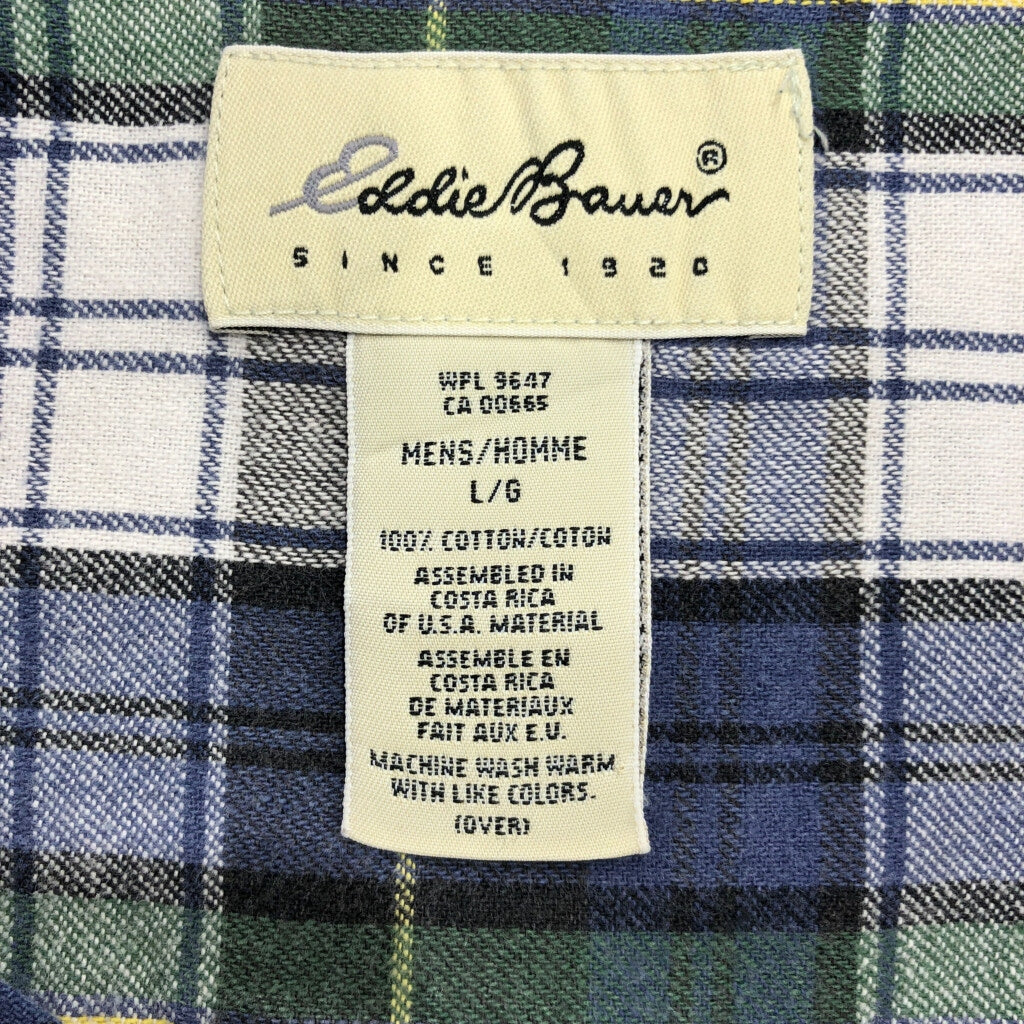 Eddie Bauer®
SINCE 1920
WPL 9647
CA 00665
MENS/HOMME
L/G
100% COTTON/COTON
ASSEMBLED IN
COSTA RICA
OF U.S.A. MATERIAL
ASSEMBLE EN
COSTA RICA
DE MATERIAUX
FAIT AUX E.U.
MACHINE WASH WARM
WITH LIKE COLORS.
(OVER)